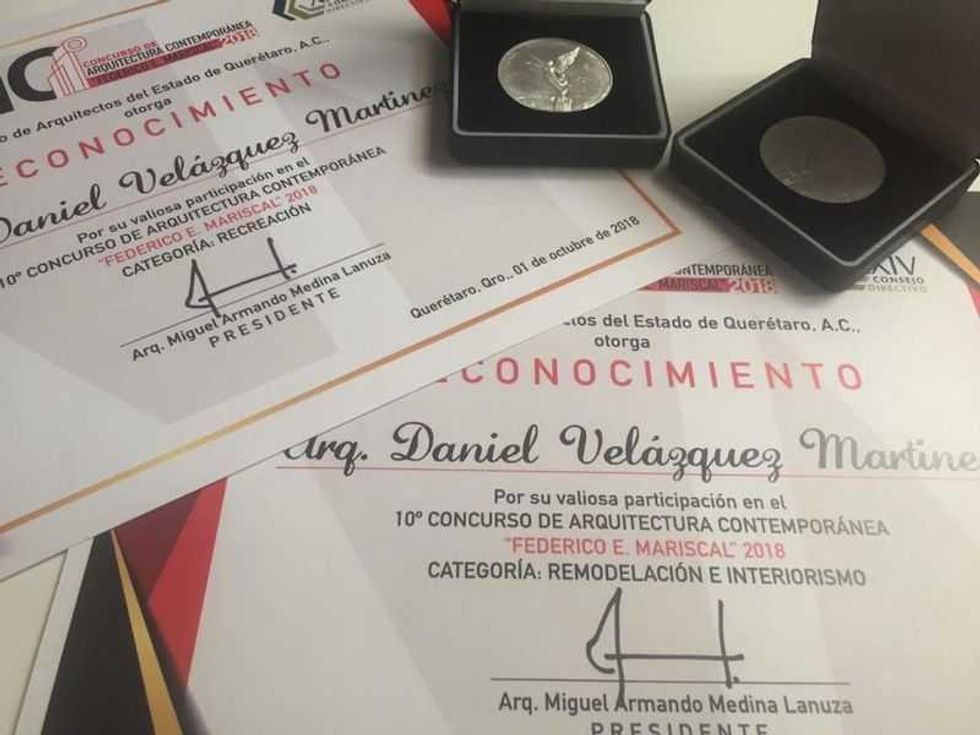 CONCURSO DE
ARQUITECTURA CONTEMPORÁNEA
"FEDERICO E. MARISCAL" 2018
DIRECTIVO
de Arquitectos del Estado de Querétaro, A.C.,
otorga
ECONOCIMIENTO
Daniel Velázquez Martinez
Por su valiosa participación en el
10º CONCURSO DE ARQUITECTURA CONTEMPORÁNEA
"FEDERICO E. MARISCAL" 2018
CATEGORÍA: RECREACIÓN
Arq. Miguel Armando Medina Lanuza
PRESIDENTE
Querétaro, Qro., 01 de octubre de 2018
NTEMPORÁNEA
MARISCAL" 2018
XIV
CONSEJO
DIRECTIVO
ctos del Estado de Querétaro, A.C.,
otorga
ECONOCIMIENTO
Arq. Daniel Velázquez Martine
Por su valiosa participación en el
10º CONCURSO DE ARQUITECTURA CONTEMPORÁNEA
"FEDERICO E. MARISCAL" 2018
CATEGORÍA: REMODELACIÓN E INTERIORISMO
Arq. Miguel Armando Medina Lanuza
PRESIDENTE